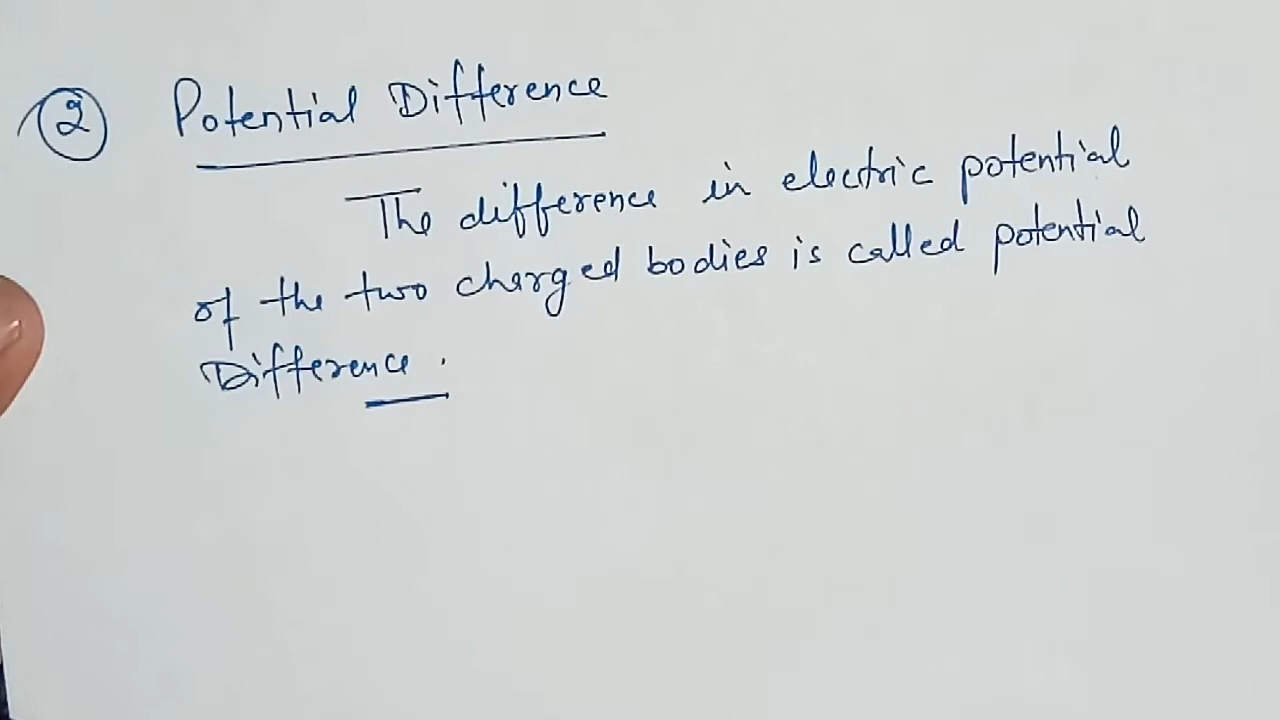 2 Potential Difference
The difference in electric potential
of the two charged bodies is called potential
Difference.